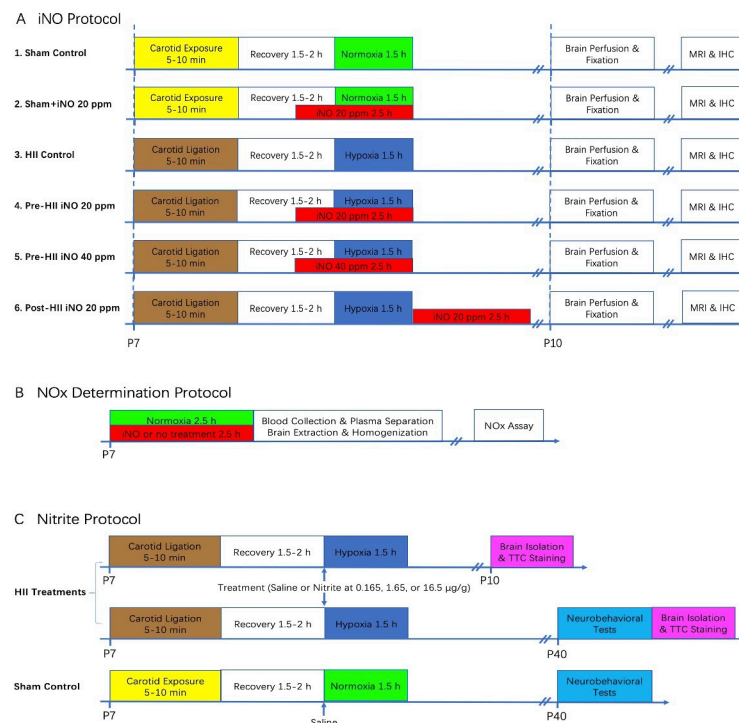 A iNO Protocol
1. Sham Control
Carotid Exposure
5-10 min
Recovery 1.5-2 h
Normoxia 1.5 h
Brain Perfusion &
Fixation
MRI & IHC
2. Sham+iNO 20 ppm
Carotid Exposure
5-10 min
Recovery 1.5-2 h
Normoxia 1.5 h
iNO 20 ppm 2.5 h
Brain Perfusion &
Fixation
MRI & IHC
3. HII Control
Carotid Ligation
5-10 min
Recovery 1.5-2 h
Hypoxia 1.5 h
Brain Perfusion &
Fixation
MRI & IHC
4. Pre-HII iNO 20 ppm
Carotid Ligation
5-10 min
Recovery 1.5-2 h
Hypoxia 1.5 h
iNO 20 ppm 2.5 h
Brain Perfusion &
Fixation
MRI & IHC
5. Pre-HII iNO 40 ppm
Carotid Ligation
5-10 min
Recovery 1.5-2 h
Hypoxia 1.5 h
iNO 40 ppm 2.5 h
Brain Perfusion &
Fixation
MRI & IHC
6. Post-HII iNO 20 ppm
Carotid Ligation
5-10 min
Recovery 1.5-2 h
Hypoxia 1.5 h
iNO 20 ppm 2.5 h
Brain Perfusion &
Fixation
MRI & IHC
P7
P10
B NOx Determination Protocol
Normoxia 2.5 h
iNO or no treatment 2.5 h
Blood Collection & Plasma Separation
Brain Extraction & Homogenization
NOx Assay
P7
C Nitrite Protocol
HII Treatments
Carotid Ligation
5-10 min
Recovery 1.5-2 h
Hypoxia 1.5 h
Brain Isolation
& TTC Staining
P7
P10
Treatment (Saline or Nitrite at 0.165, 1.65, or 16.5 µg/g)
Carotid Ligation
5-10 min
Recovery 1.5-2 h
Hypoxia 1.5 h
Neurobehavioral
Tests
Brain Isolation
& TTC Staining
P7
P40
Sham Control
Carotid Exposure
5-10 min
Recovery 1.5-2 h
Normoxia 1.5 h
Neurobehavioral
Tests
P7
P40
Saline